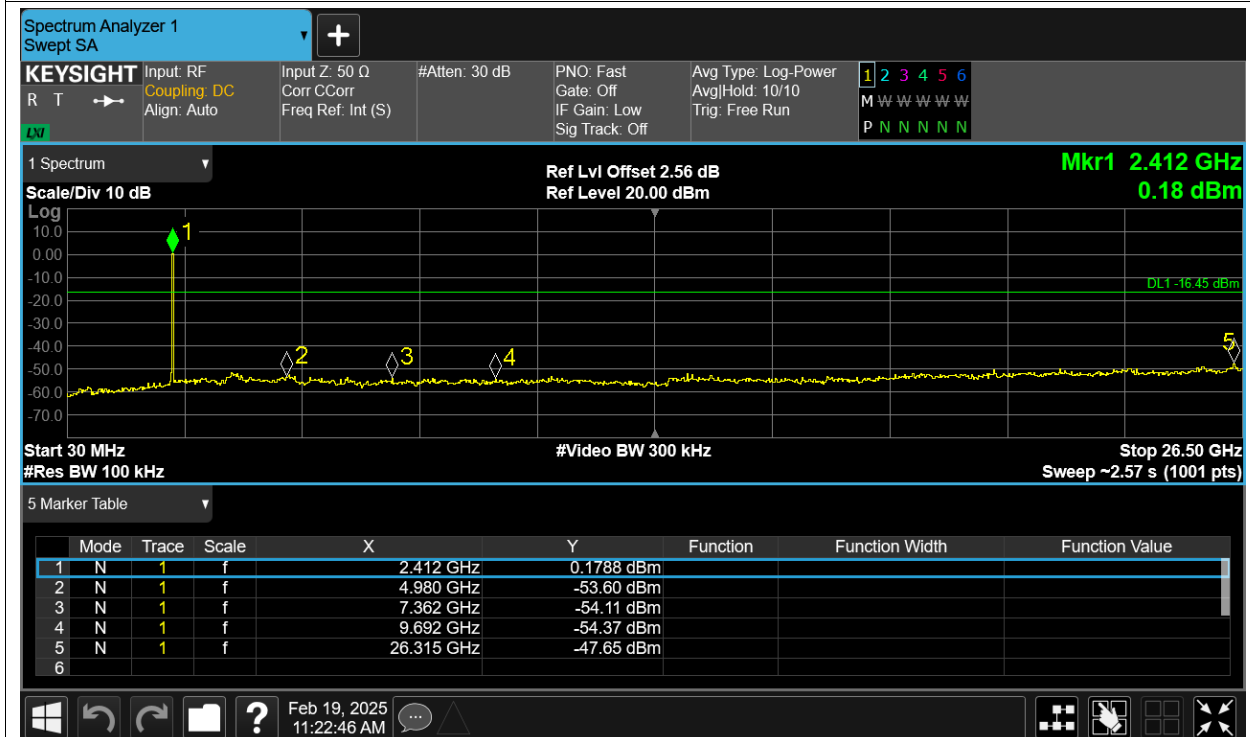 Spectrum Analyzer 1
Swept SA
KEYSIGHT
R T
LXI
Input: RF
Coupling: DC
Align: Auto
Input Z: 50 Ω
Corr CCorr
Freq Ref: Int (S)
#Atten: 30 dB
PNO: Fast
Gate: Off
IF Gain: Low
Sig Track: Off
Avg Type: Log-Power
Avg|Hold: 10/10
Trig: Free Run
1 2 3 4 5 6
M W W W W W
P N N N N N
1 Spectrum
Scale/Div 10 dB
Ref Lvl Offset 2.56 dB
Ref Level 20.00 dBm
Mkr1 2.412 GHz
0.18 dBm
Log
10.0
0.00
-10.0
-20.0
-30.0
-40.0
-50.0
-60.0
-70.0
1
DL1 -16.45 dBm
2
3
4
5
Start 30 MHz
#Res BW 100 kHz
#Video BW 300 kHz
Stop 26.50 GHz
Sweep ~2.57 s (1001 pts)
5 Marker Table
Mode Trace Scale X Y Function Function Width Function Value
1 N 1 f 2.412 GHz 0.1788 dBm
2 N 1 f 4.980 GHz -53.60 dBm
3 N 1 f 7.362 GHz -54.11 dBm
4 N 1 f 9.692 GHz -54.37 dBm
5 N 1 f 26.315 GHz -47.65 dBm
6
?
Feb 19, 2025
11:22:46 AM